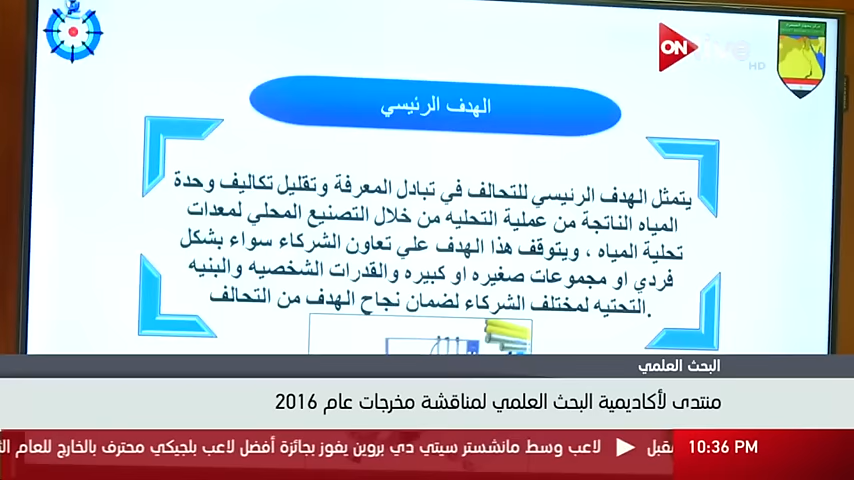 ON live
HD
الهدف الرئيسي
يتمثل الهدف الرئيسي للتحالف في تبادل المعرفة وتقليل تكاليف وحدة
المياه الناتجة من عملية التحليه من خلال التصنيع المحلي لمعدات
تحلية المياه ، ويتوقف هذا الهدف علي تعاون الشركاء سواء بشكل
فردي او مجموعات صغيره او كبيره والقدرات الشخصيه والبنيه
التحتيه لمختلف الشركاء لضمان نجاح الهدف من التحالف.
البحث العلمي
منتدى لأكاديمية البحث العلمي لمناقشة مخرجات عام 2016
لاعب وسط مانشستر سيتي دي بروين يفوز بجائزة أفضل لاعب بلجيكي محترف بالخارج للعام
10:36 PM